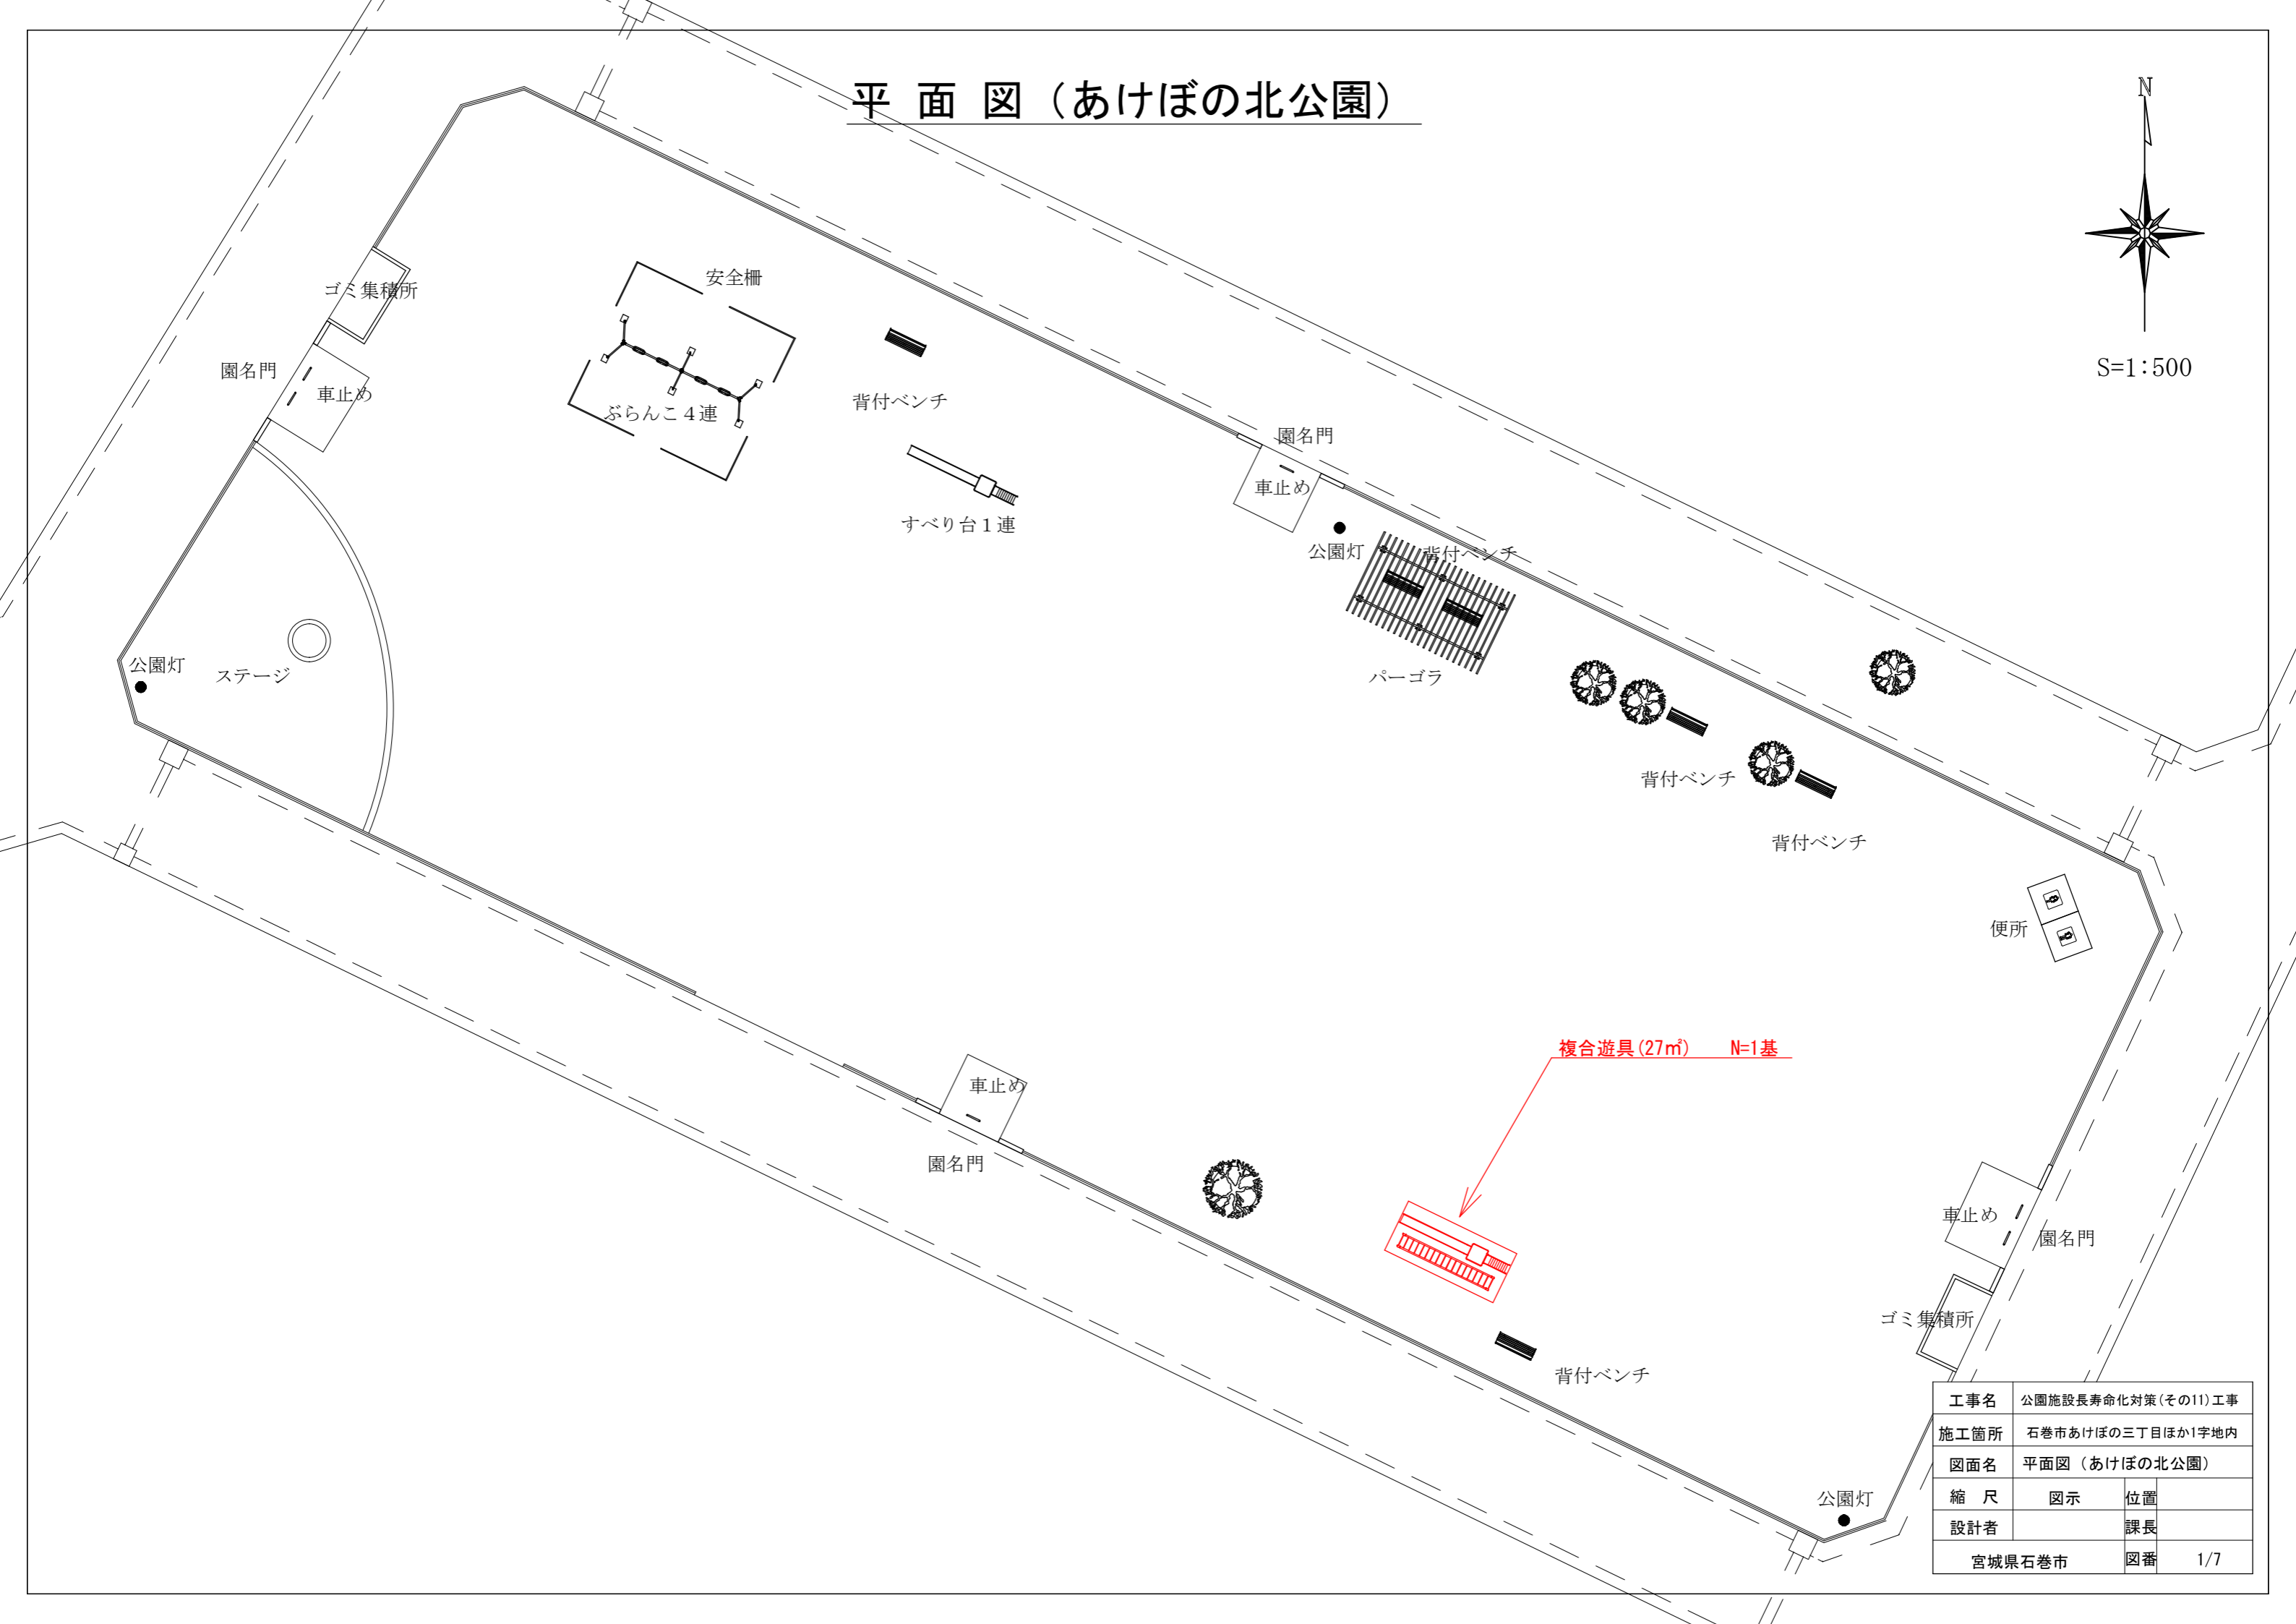 平 面 図（あけぼの北公園）
N
S=1:500
安全柵
ゴミ集積所
園名門
車止め
ぶらんこ４連
背付ベンチ
すべり台１連
園名門
車止め
公園灯
背付ベンチ
パーゴラ
公園灯
ステージ
背付ベンチ
背付ベンチ
便所
複合遊具(27㎡)　N=1基
車止め
園名門
車止め
園名門
ゴミ集積所
背付ベンチ
公園灯
工事名 公園施設長寿命化対策(その11)工事
施工箇所 石巻市あけぼの三丁目ほか1字地内
図面名 平面図（あけぼの北公園）
縮　尺 図示 位置
設計者 課長
宮城県石巻市 図番 1/7